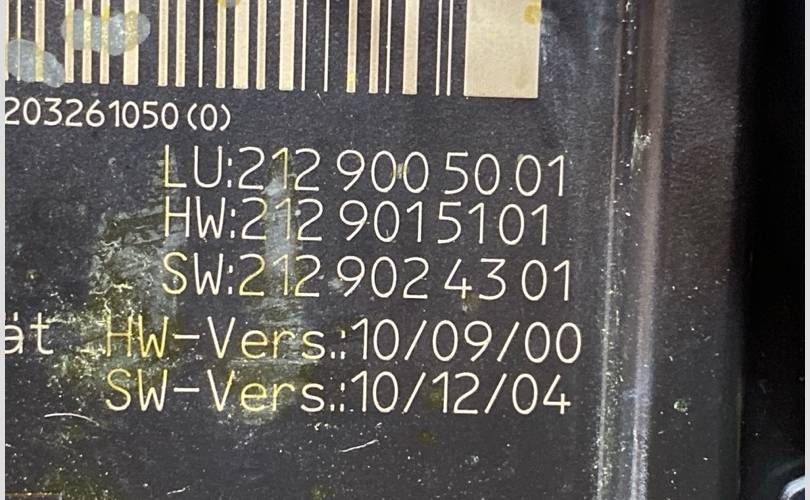 203261050(0)
LU:212 900 50 01
HW:212 901 51 01
SW:212 902 43 01
ät HW-Vers.:10/09/00
SW-Vers.:10/12/04